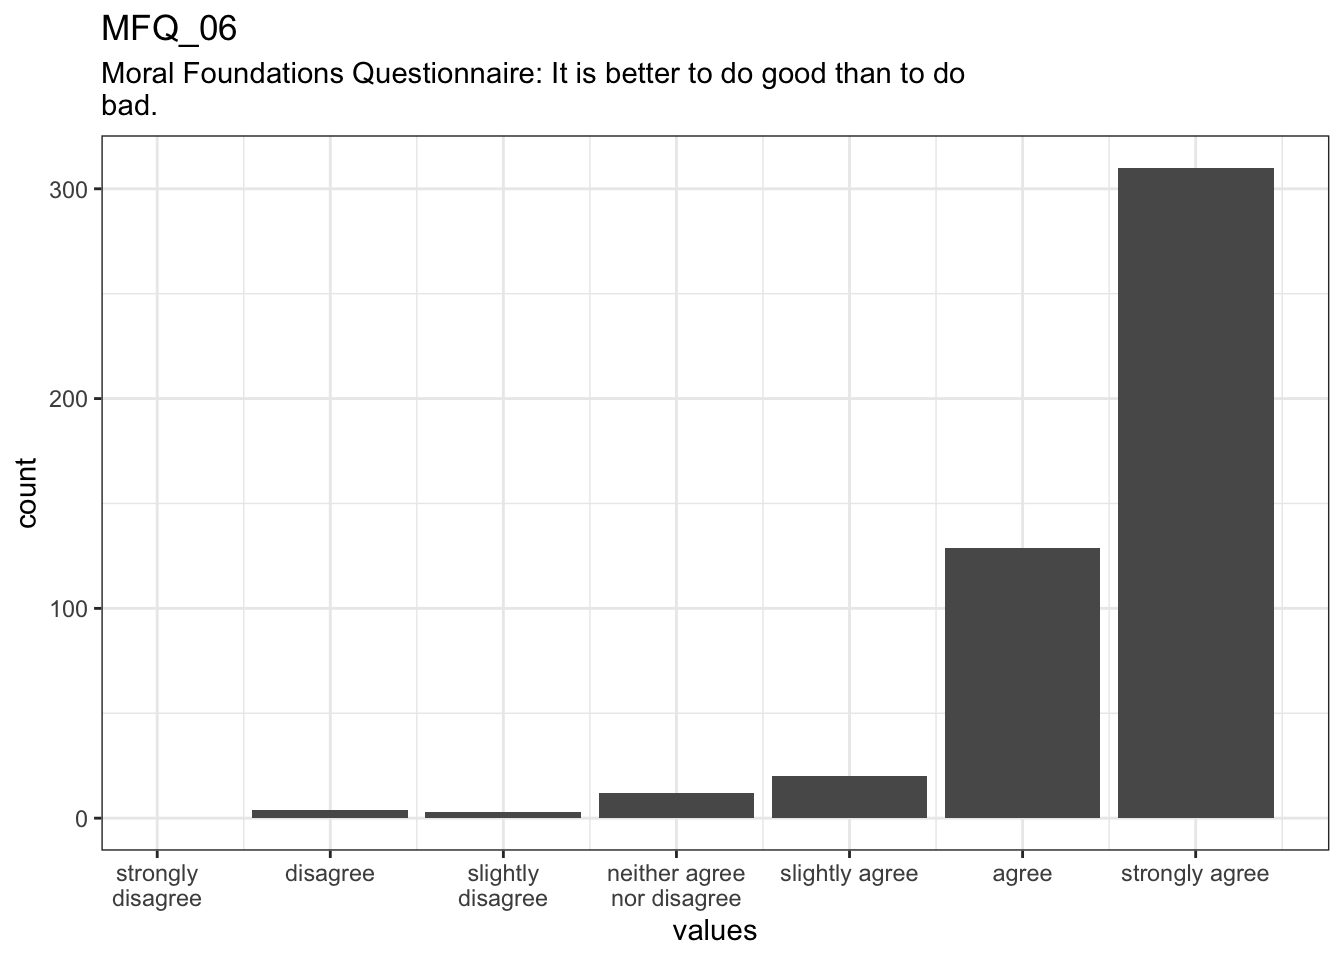 MFQ_06
Moral Foundations Questionnaire: It is better to do good than to do
bad.
300
200
100
0
count
strongly
disagree
disagree
slightly
disagree
neither agree
nor disagree
slightly agree
agree
strongly agree
values